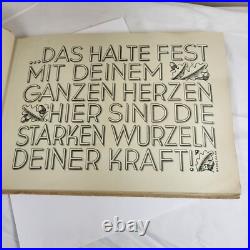 ...DAS HALTE FEST
MIT DEINEM
GANZEN HERZEN
HIER SIND DIE
STARKEN WURZELN
DEINER KRAFT!